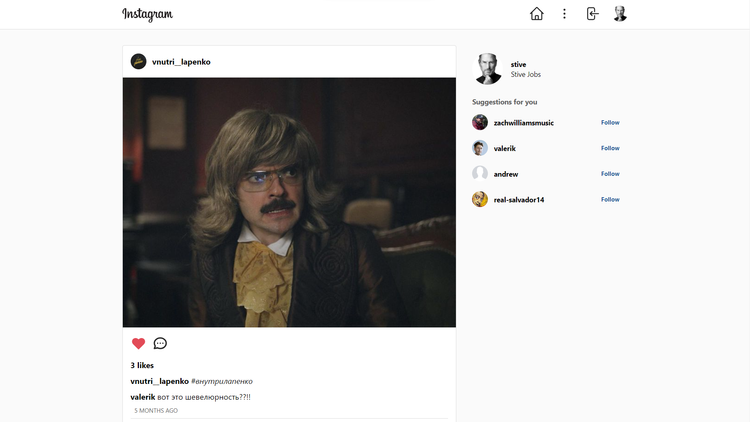 Instagram
vnutri__lapenko
stive
Stive Jobs
Suggestions for you
zachwilliamsmusic Follow
valerik Follow
andrew Follow
real-salvador14 Follow
3 likes
vnutri__lapenko #внутрилапенко
valerik вот это шевелюрность??!!
5 MONTHS AGO